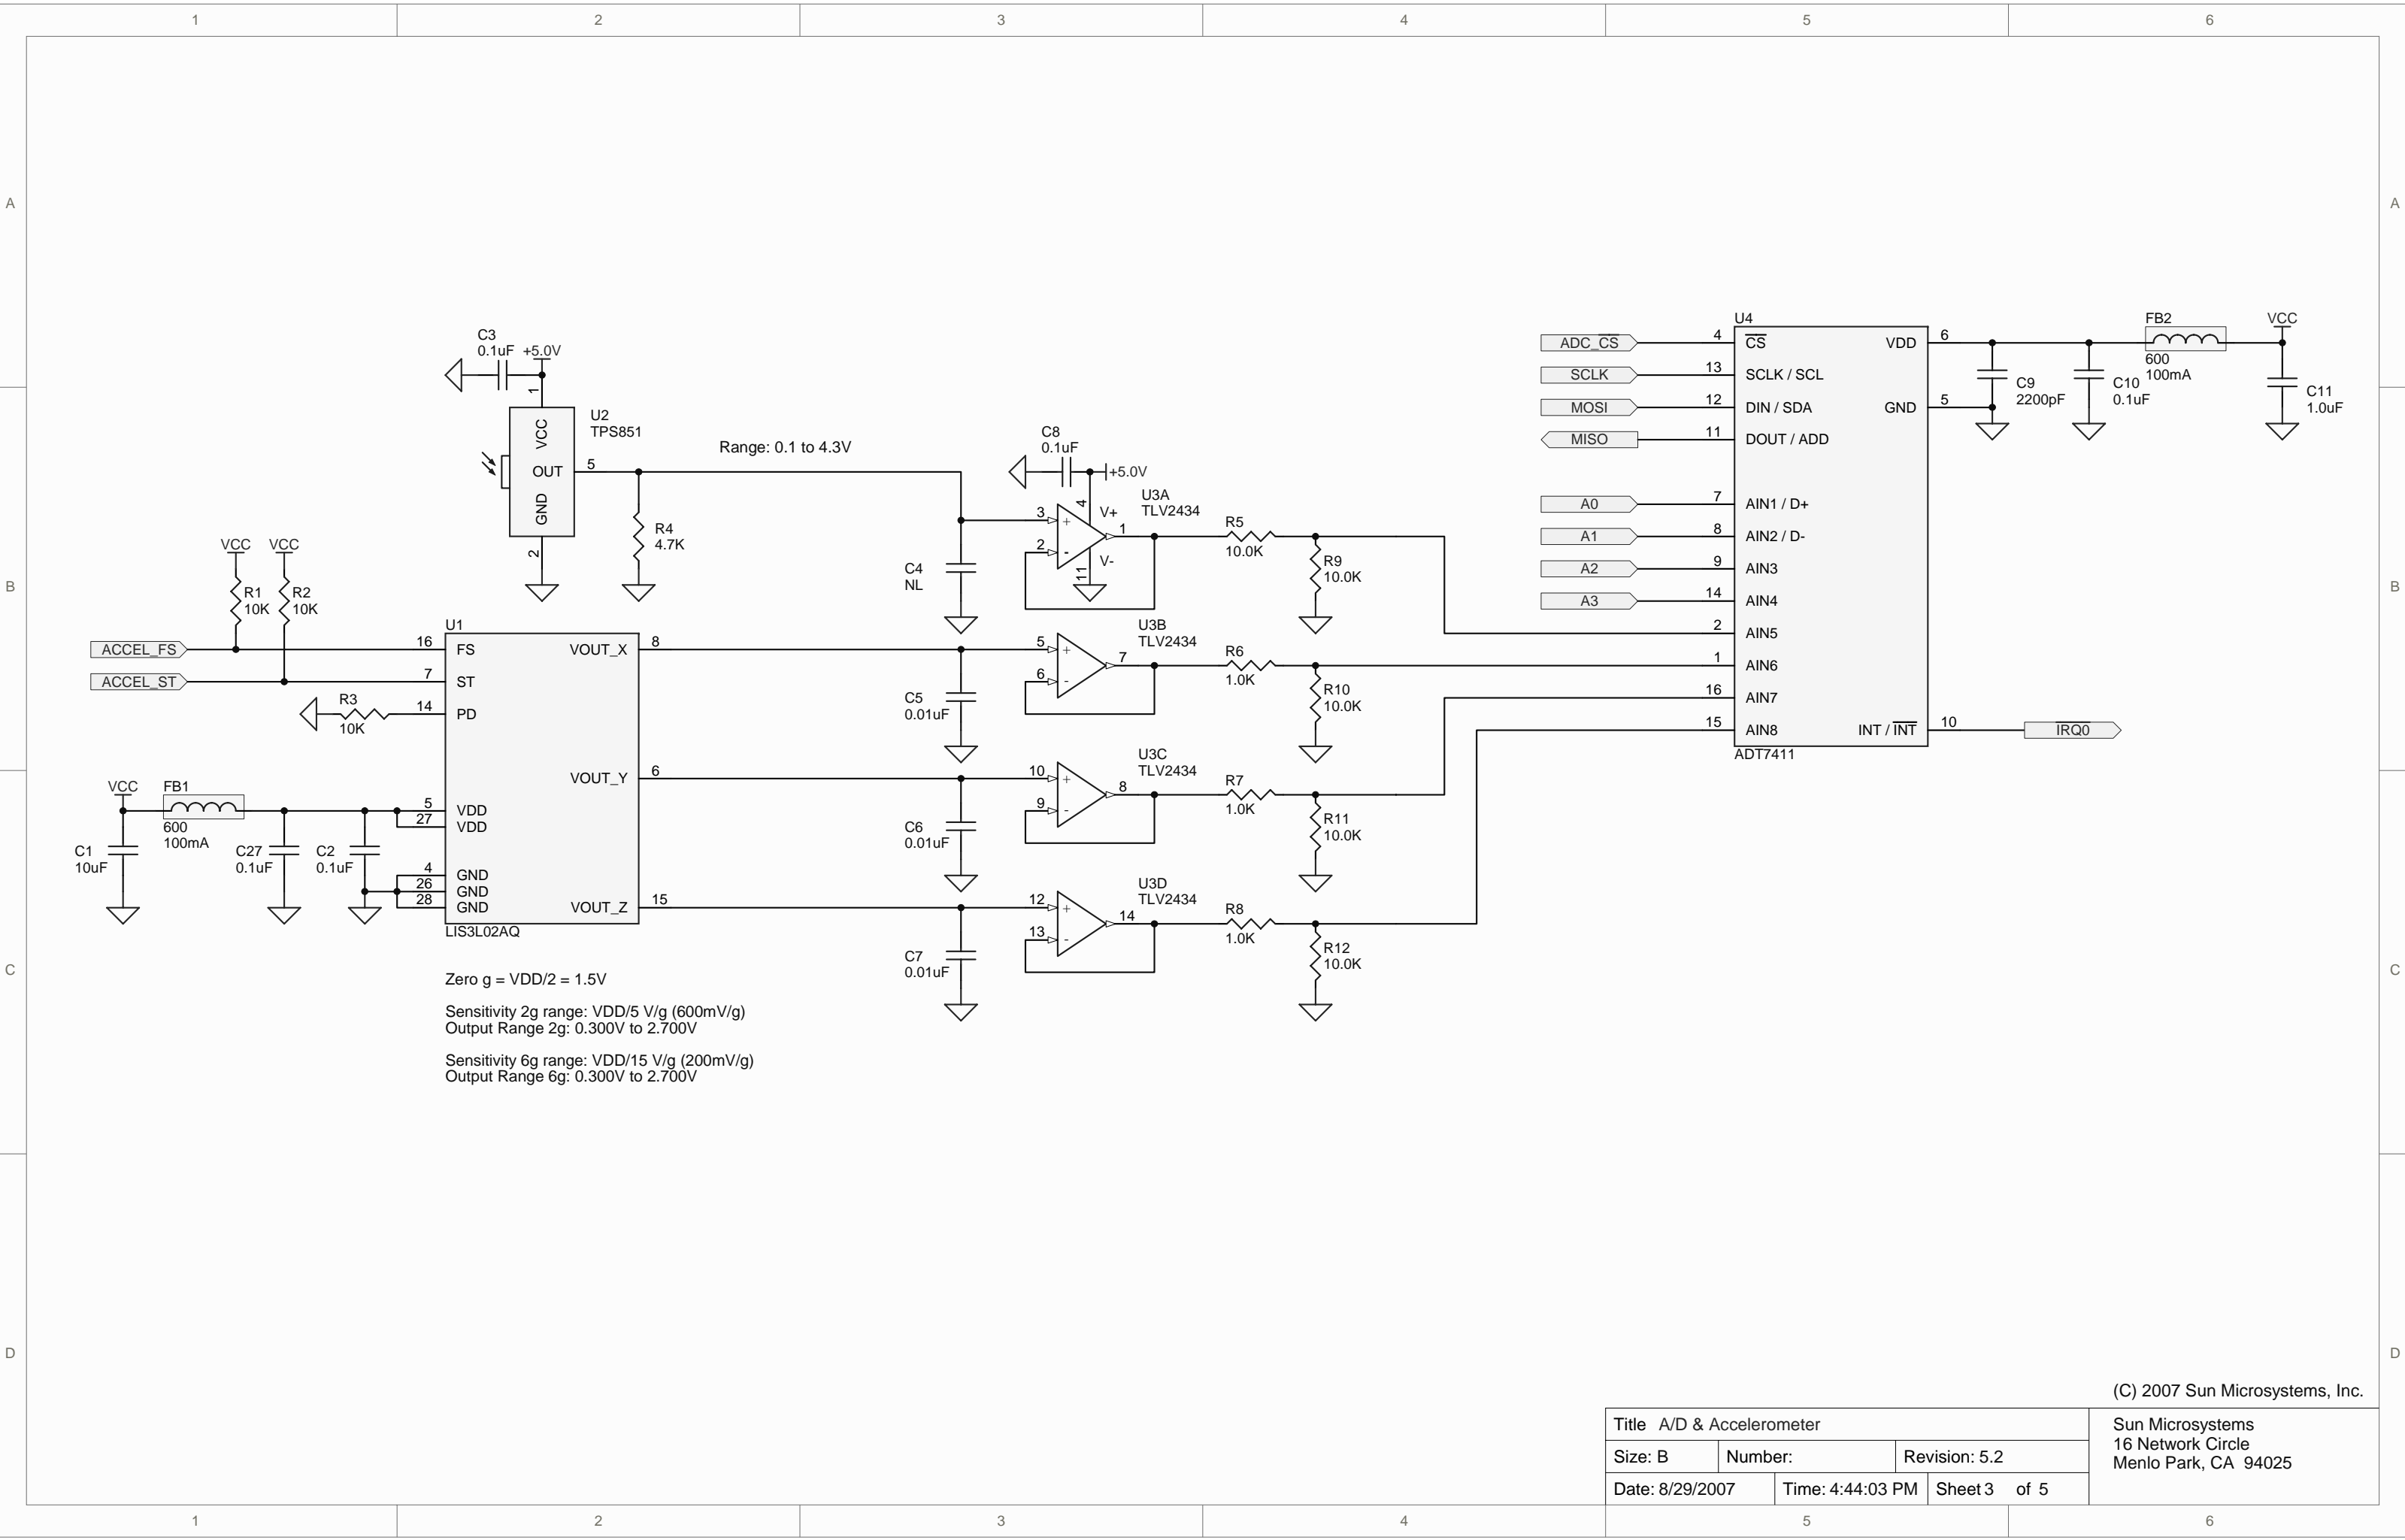 1 2 3 4 5 6
A A
B B
C C
D D
C3
0.1uF +5.0V
1
VCC
U2
TPS851
OUT 5
GND
2
Range: 0.1 to 4.3V
R4
4.7K
VCC VCC
R1
10K
R2
10K
ACCEL_FS
ACCEL_ST
R3
10K
U1
16 FS VOUT_X 8
7 ST
14 PD
VOUT_Y 6
5 VDD
27 VDD
4 GND
26 GND
28 GND VOUT_Z 15
LIS3L02AQ
VCC FB1
600
100mA
C1
10uF
C27
0.1uF
C2
0.1uF
Zero g = VDD/2 = 1.5V
Sensitivity 2g range: VDD/5 V/g (600mV/g)
Output Range 2g: 0.300V to 2.700V
Sensitivity 6g range: VDD/15 V/g (200mV/g)
Output Range 6g: 0.300V to 2.700V
C8
0.1uF
+5.0V
U3A
TLV2434
3 +
2 -
4 V+
1
11 V-
C4
NL
R5
10.0K
R9
10.0K
U3B
TLV2434
5 +
6 -
7
C5
0.01uF
R6
1.0K
R10
10.0K
U3C
TLV2434
10 +
9 -
8
C6
0.01uF
R7
1.0K
R11
10.0K
U3D
TLV2434
12 +
13 -
14
C7
0.01uF
R8
1.0K
R12
10.0K
U4
ADC_CS 4 CS VDD 6
SCLK 13 SCLK / SCL
MOSI 12 DIN / SDA GND 5
MISO 11 DOUT / ADD
A0 7 AIN1 / D+
A1 8 AIN2 / D-
A2 9 AIN3
A3 14 AIN4
2 AIN5
1 AIN6
16 AIN7
15 AIN8 INT / INT 10 IRQ0
ADT7411
FB2
600
100mA
VCC
C9
2200pF
C10
0.1uF
C11
1.0uF
(C) 2007 Sun Microsystems, Inc.
Title A/D & Accelerometer
Size: B Number: Revision: 5.2
Date: 8/29/2007 Time: 4:44:03 PM Sheet 3 of 5
Sun Microsystems
16 Network Circle
Menlo Park, CA 94025
1 2 3 4 5 6